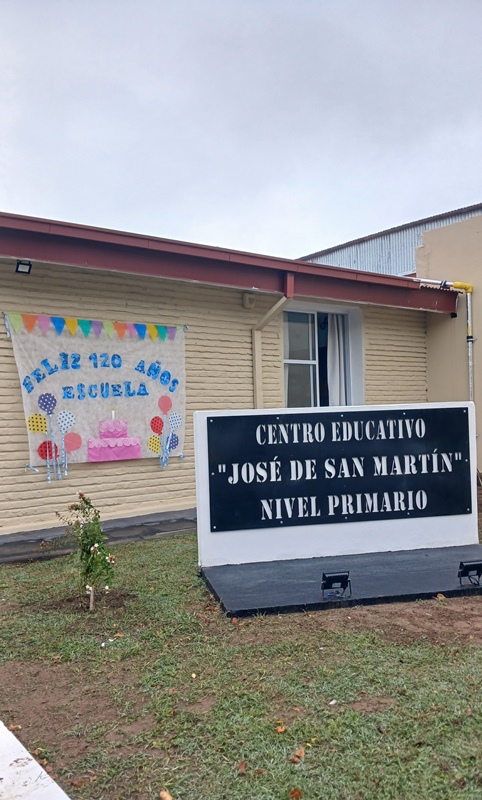 FELIZ 120 AÑOS
ESCUELA
CENTRO EDUCATIVO
"JOSÉ DE SAN MARTÍN"
NIVEL PRIMARIO